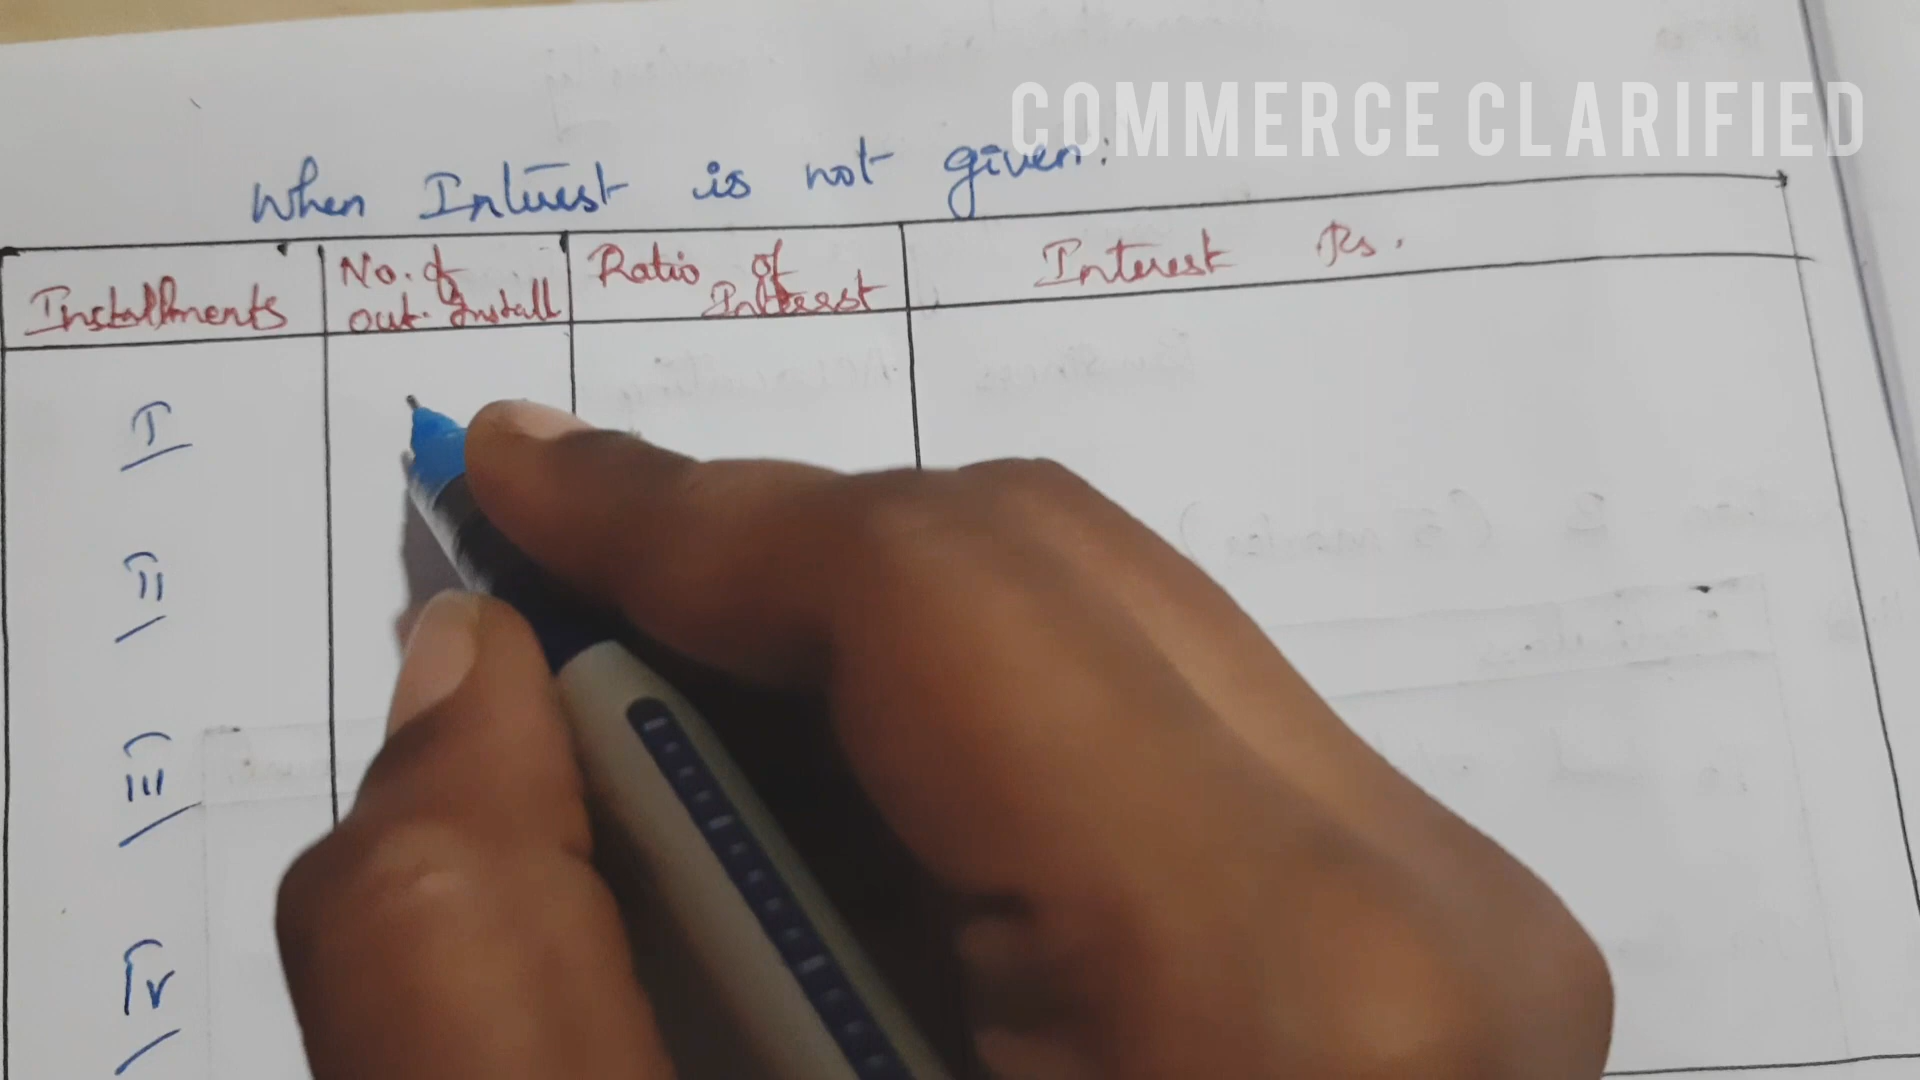 COMMERCE CLARIFIED
When Interest is not given:
Installments
No. of
out. Install
Ratio of
Interest
Interest Rs.
I
II
III
IV